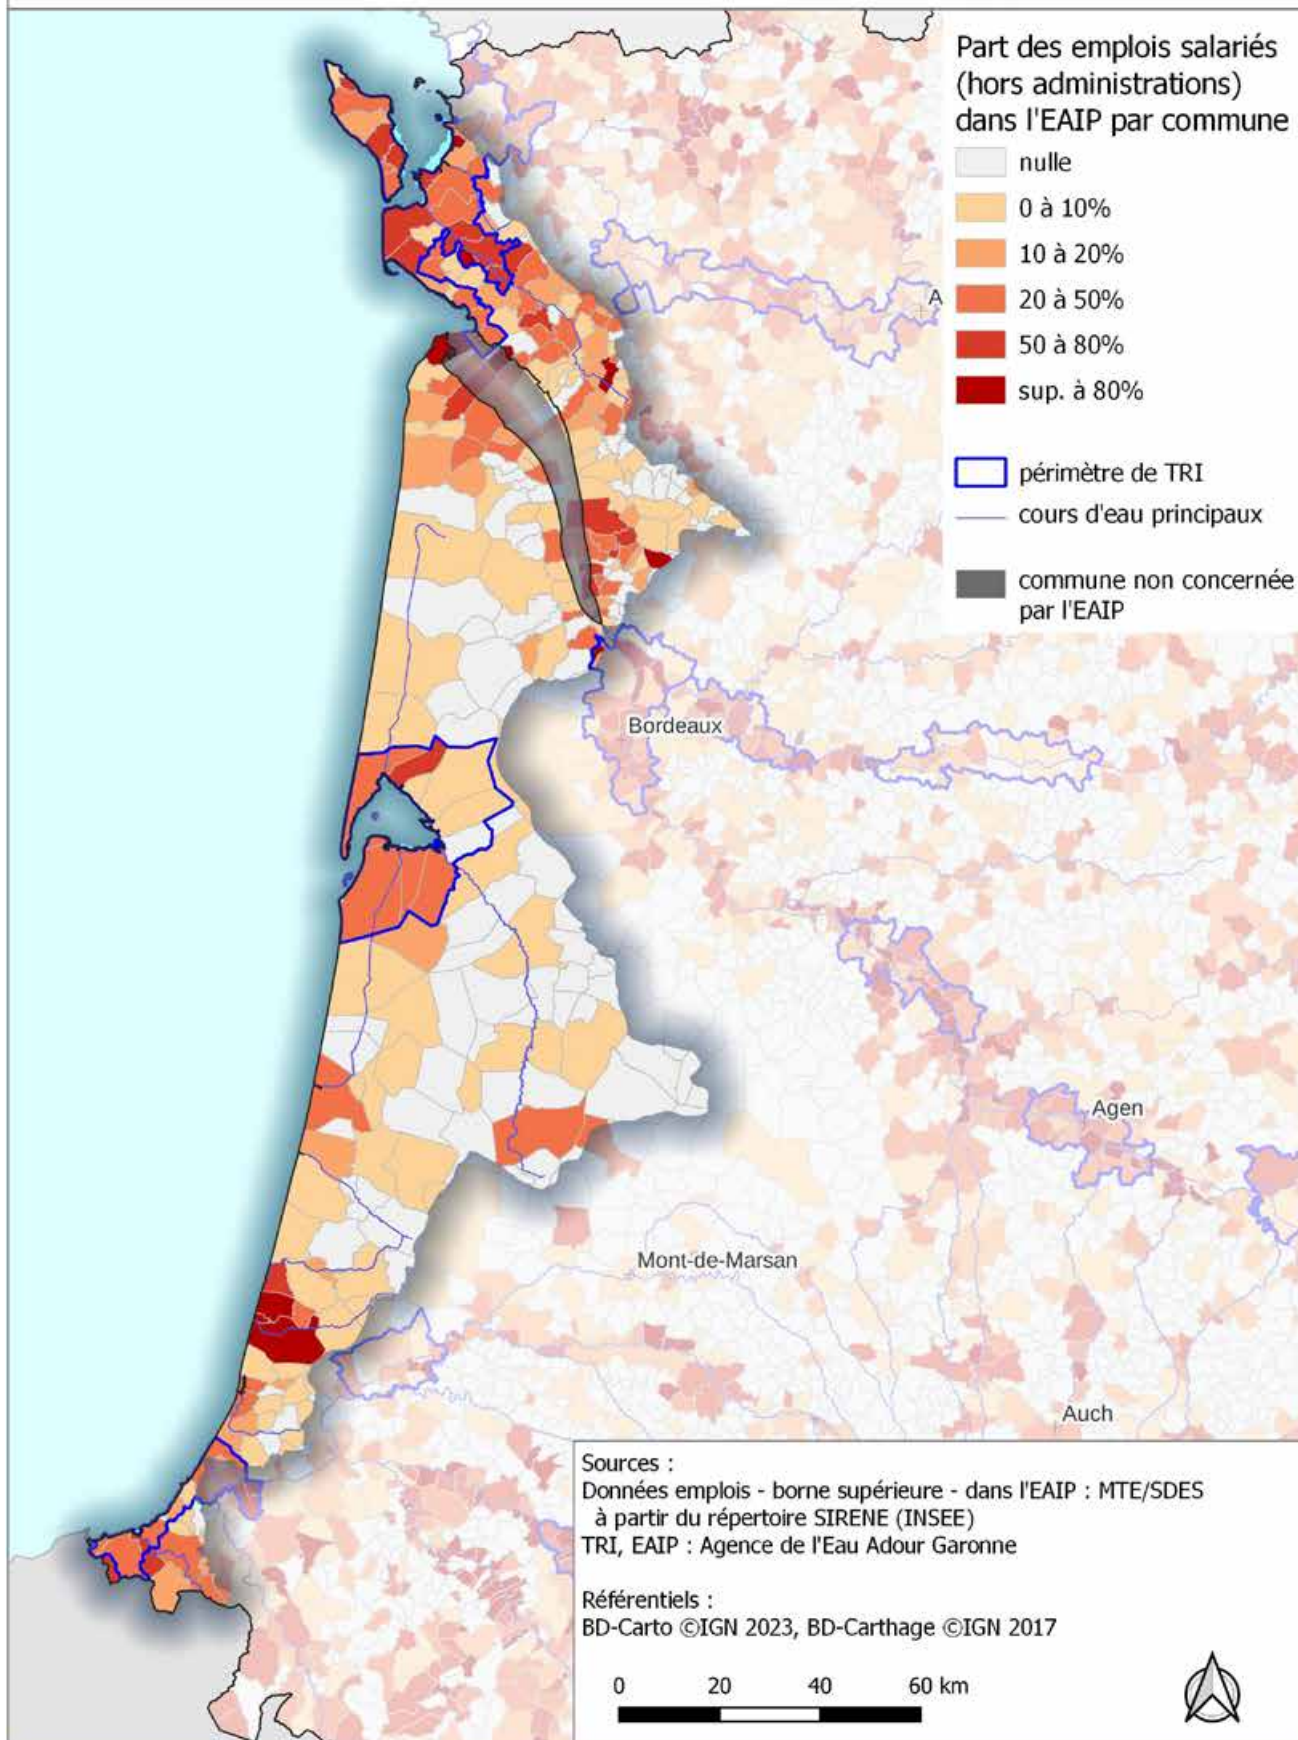 Part des emplois salariés
(hors administrations)
dans l'EAIP par commune
nulle
0 à 10%
10 à 20%
20 à 50%
50 à 80%
sup. à 80%
périmètre de TRI
cours d'eau principaux
commune non concernée
par l'EAIP
A
Bordeaux
Agen
Mont-de-Marsan
Auch
Sources :
Données emplois - borne supérieure - dans l'EAIP : MTE/SDES
à partir du répertoire SIRENE (INSEE)
TRI, EAIP : Agence de l'Eau Adour Garonne
Référentiels :
BD-Carto ©IGN 2023, BD-Carthage ©IGN 2017
0 20 40 60 km